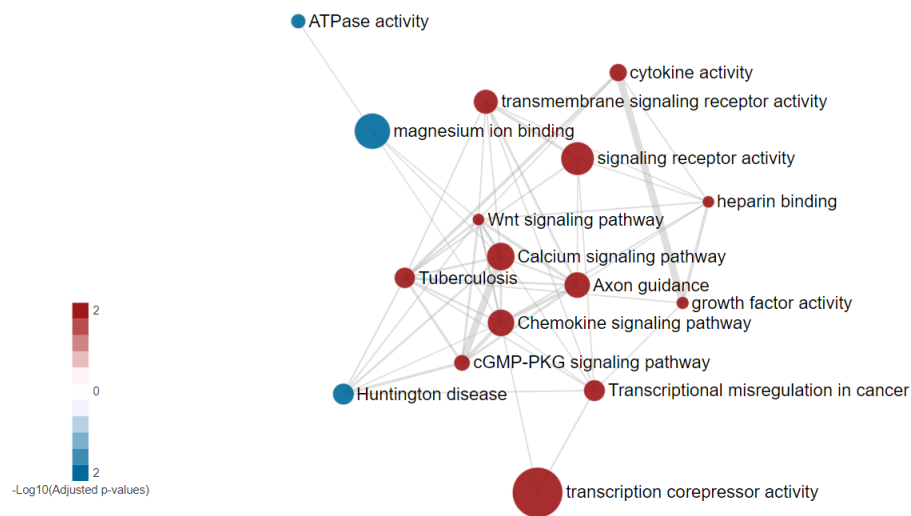 ATPase activity
cytokine activity
transmembrane signaling receptor activity
magnesium ion binding
signaling receptor activity
heparin binding
Wnt signaling pathway
Calcium signaling pathway
Tuberculosis
Axon guidance
growth factor activity
Chemokine signaling pathway
cGMP-PKG signaling pathway
Huntington disease
Transcriptional misregulation in cancer
transcription corepressor activity
2
0
2
-Log10(Adjusted p-values)